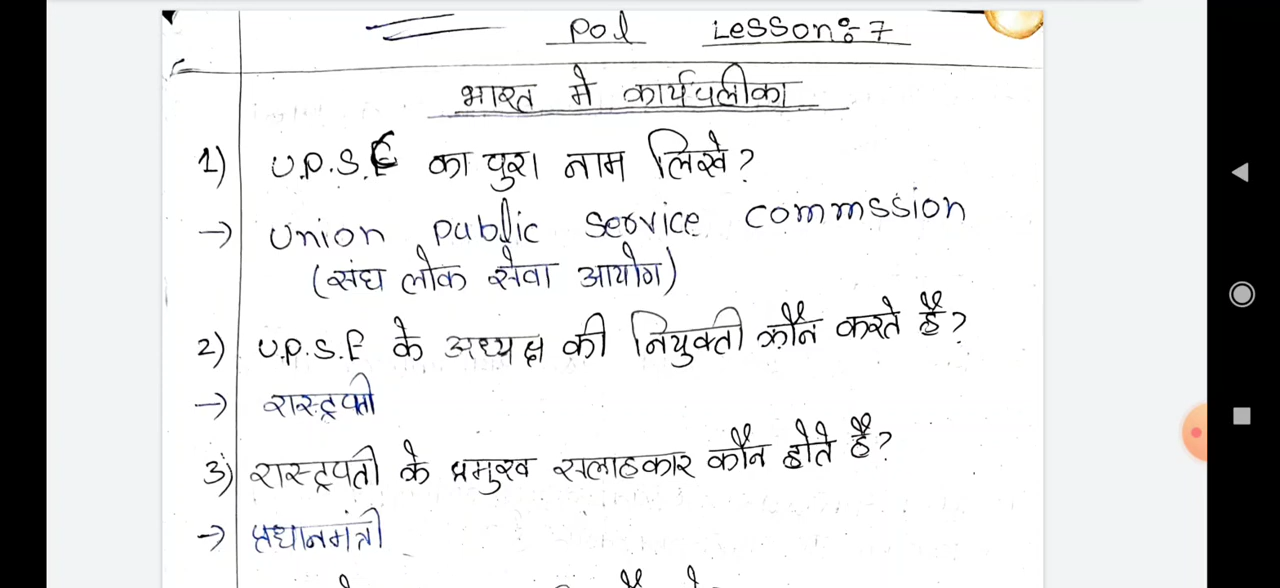 Pol Lesson:- 7
भारत मे कार्यपलीका
1) U.P.S.C का पुरा नाम लिखे?
→ Union Public Service Commssion
(संघ लोक सेवा आयोग)
2) U.P.S.C के अध्यक्ष की नियुक्ती कौन करते है?
→ रास्ट्रपती
3) रास्ट्रपती के प्रमुख सलाहकार कौन होते है?
→ प्रधानमंत्री